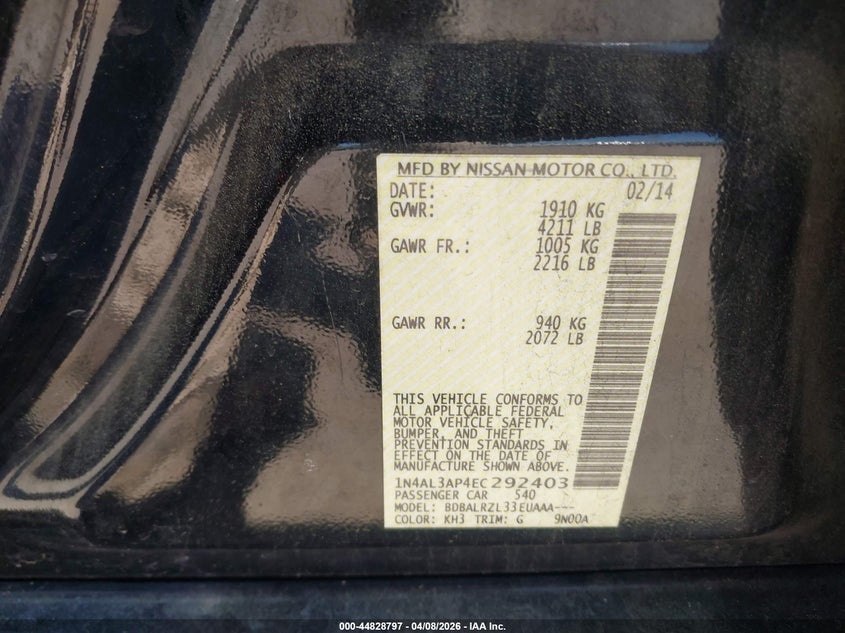 MFD BY NISSAN MOTOR CO., LTD.
DATE: 02/14
GVWR: 1910 KG
4211 LB
GAWR FR.: 1005 KG
2216 LB
GAWR RR.: 940 KG
2072 LB
THIS VEHICLE CONFORMS TO
ALL APPLICABLE FEDERAL
MOTOR VEHICLE SAFETY,
BUMPER, AND THEFT
PREVENTION STANDARDS IN
EFFECT ON THE DATE OF
MANUFACTURE SHOWN ABOVE.
1N4AL3AP4EC292403
PASSENGER CAR 540
MODEL: BDBALRZL33EUAAA---
COLOR: KH3 TRIM: G 9N00A
000-44828797 - 04/08/2026 - IAA Inc.